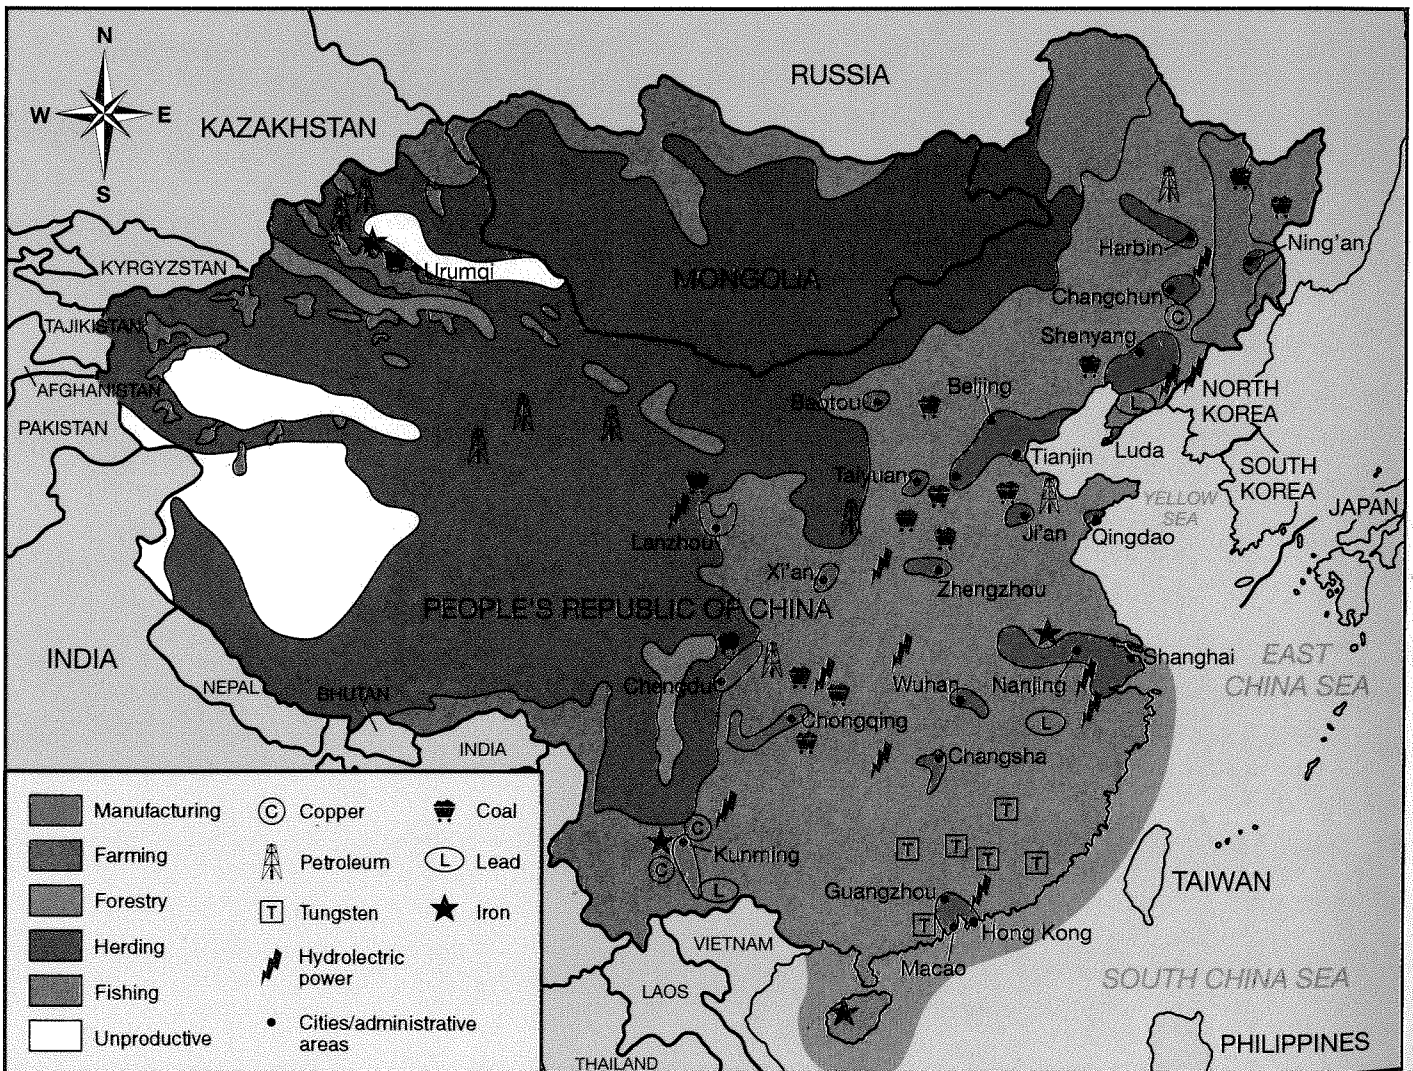 N
W
E
S
RUSSIA
KAZAKHSTAN
KYRGYZSTAN
TAJIKISTAN
AFGHANISTAN
PAKISTAN
INDIA
NEPAL
BHUTAN
INDIA
MONGOLIA
Urumqi
PEOPLE'S REPUBLIC OF CHINA
Harbin
Ning'an
Changchun
C
Shenyang
Beijing
Baotou
L
Luda
Tianjin
NORTH
KOREA
SOUTH
KOREA
YELLOW
SEA
JAPAN
Taiyuan
Ji'an
Qingdao
Lanzhou
Xi'an
Zhengzhou
Shanghai
EAST
CHINA SEA
Chengdu
Wuhan
Nanjing
Chongqing
L
Changsha
T
T
T
T
T
C
Kunming
C
L
Guangzhou
T
Hong Kong
Macao
TAIWAN
VIETNAM
LAOS
THAILAND
SOUTH CHINA SEA
PHILIPPINES
Manufacturing
Farming
Forestry
Herding
Fishing
Unproductive
C Copper
Petroleum
T Tungsten
Hydrolectric
power
Cities/administrative
areas
Coal
L Lead
Iron